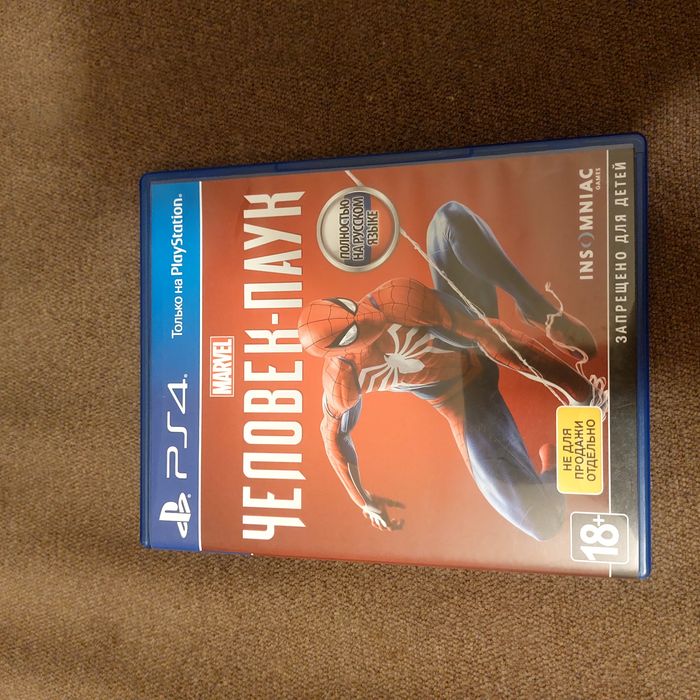 PS4
Только на PlayStation.
MARVEL
ЧЕЛОВЕК-ПАУК
ПОЛНОСТЬЮ
НА РУССКОМ
ЯЗЫКЕ
НЕ ДЛЯ
ПРОДАЖИ
ОТДЕЛЬНО
18+
INSOMNIAC
GAMES
ЗАПРЕЩЕНО ДЛЯ ДЕТЕЙ